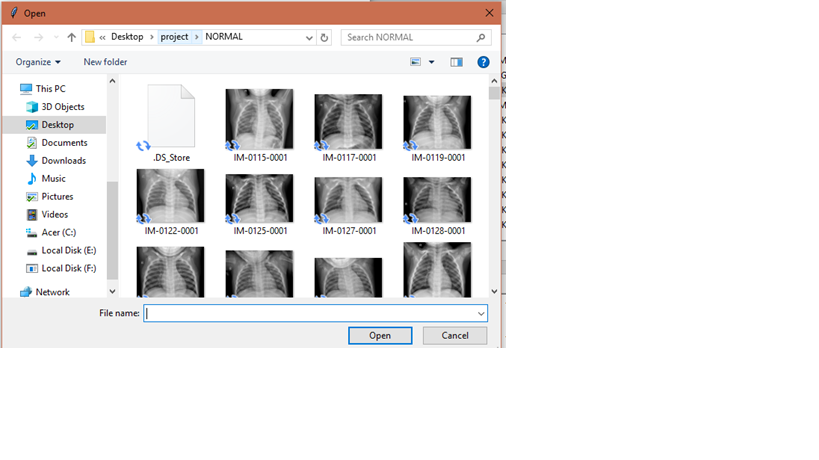 Open
« Desktop > project > NORMAL
Search NORMAL
Organize
New folder
This PC
3D Objects
Desktop
Documents
Downloads
Music
Pictures
Videos
Acer (C:)
Local Disk (E:)
Local Disk (F:)
Network
.DS_Store
IM-0115-0001
IM-0117-0001
IM-0119-0001
IM-0122-0001
IM-0125-0001
IM-0127-0001
IM-0128-0001
File name:
Open
Cancel